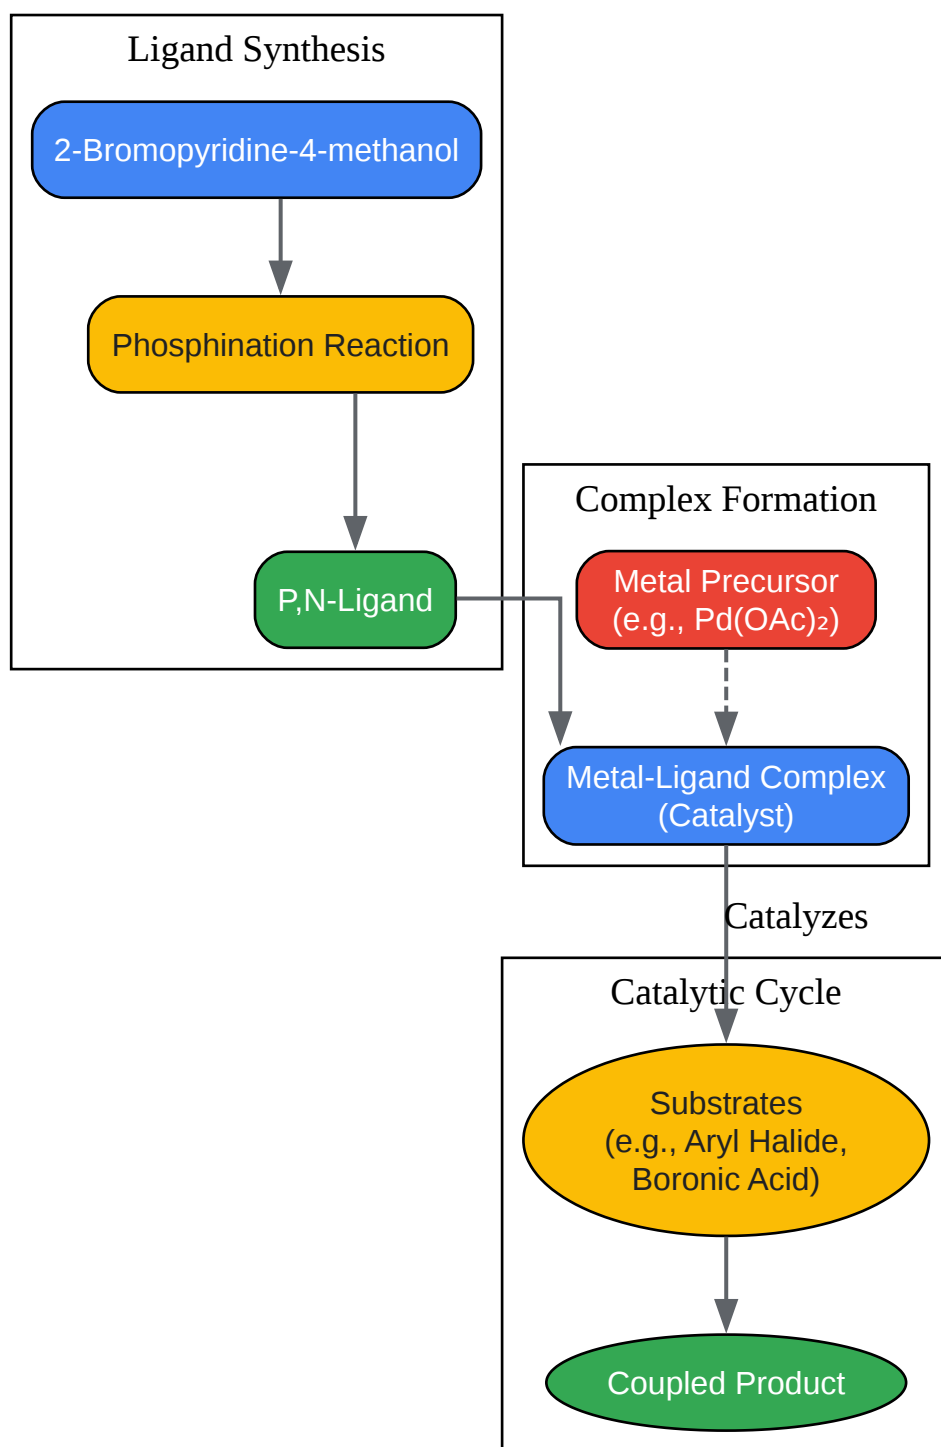 Ligand Synthesis
2-Bromopyridine-4-methanol
Phosphination Reaction
P,N-Ligand
Complex Formation
Metal Precursor
(e.g., Pd(OAc)₂)
Metal-Ligand Complex
(Catalyst)
Catalyzes
Catalytic Cycle
Substrates
(e.g., Aryl Halide,
Boronic Acid)
Coupled Product